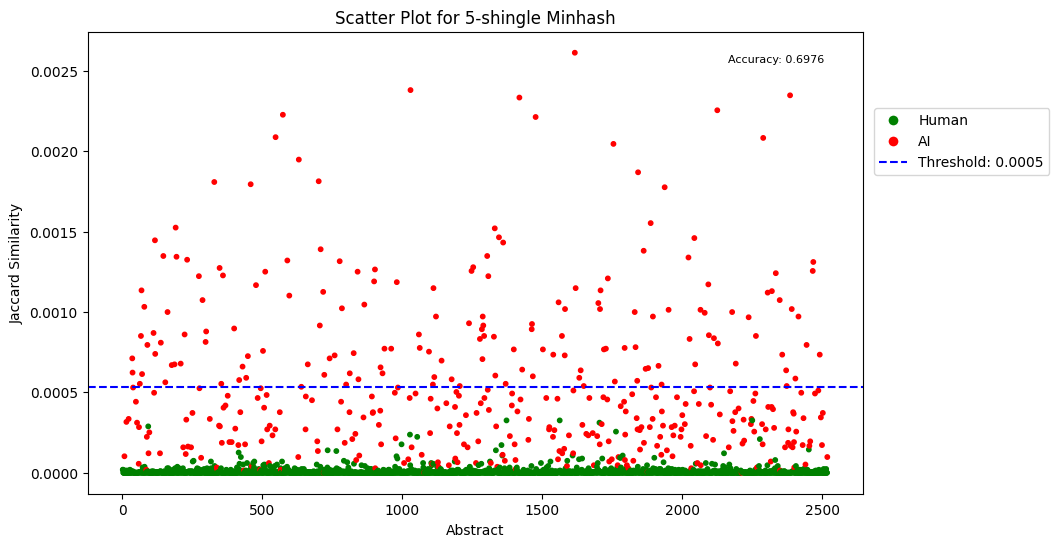 Scatter Plot for 5-shingle Minhash
Accuracy: 0.6976
Human
AI
Threshold: 0.0005
Jaccard Similarity
0.0025
0.0020
0.0015
0.0010
0.0005
0.0000
0
500
1000
1500
2000
2500
Abstract